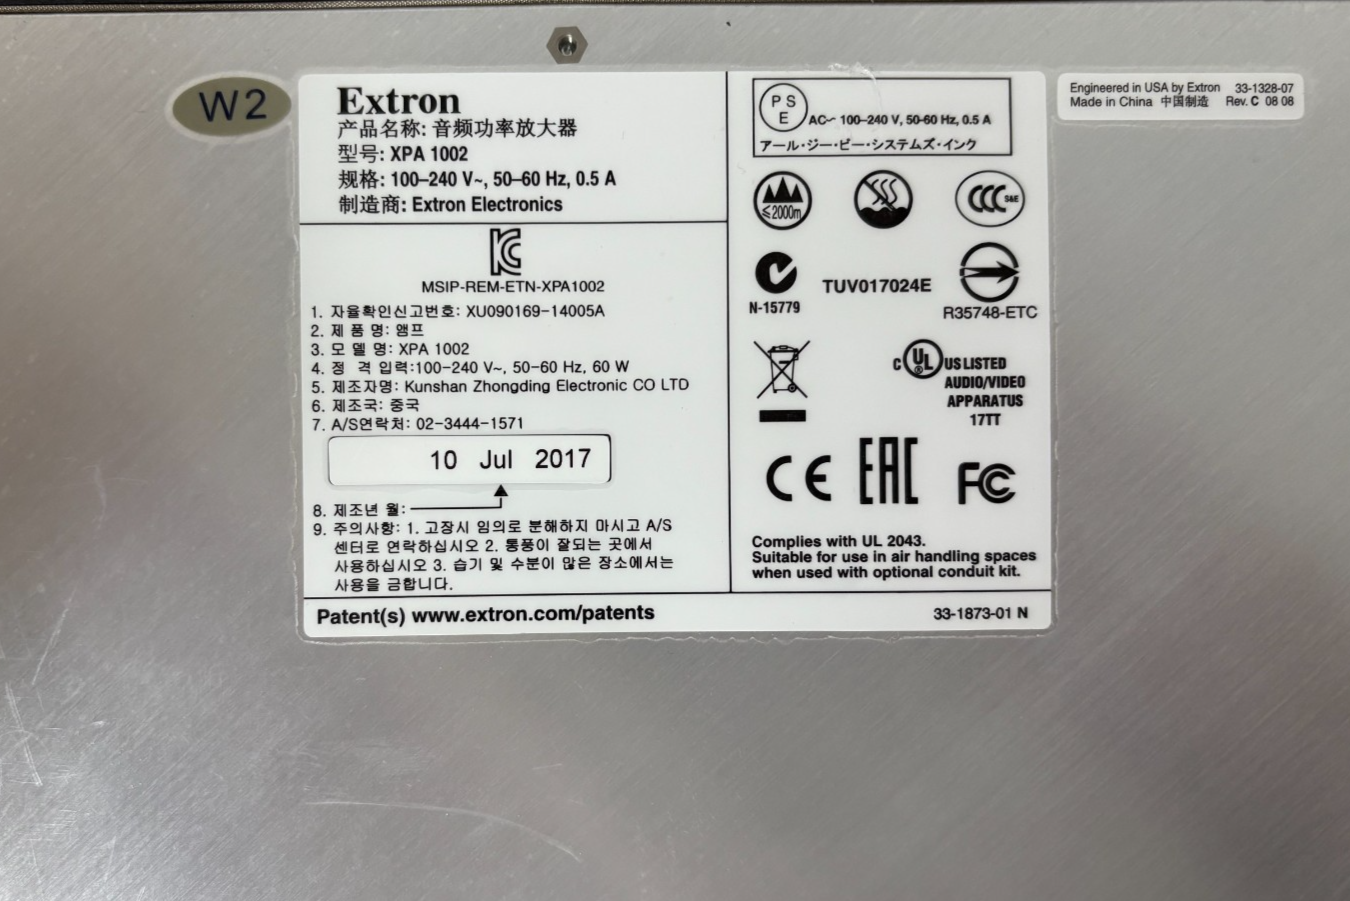 W2
Extron
产品名称: 音频功率放大器
型号: XPA 1002
规格: 100–240 V~, 50–60 Hz, 0.5 A
制造商: Extron Electronics
MSIP-REM-ETN-XPA1002
1. 자율확인신고번호: XU090169-14005A
2. 제 품 명: 앰프
3. 모 델 명: XPA 1002
4. 정 격 입력:100-240 V~, 50-60 Hz, 60 W
5. 제조자명: Kunshan Zhongding Electronic CO LTD
6. 제조국: 중국
7. A/S연락처: 02-3444-1571
10 Jul 2017
8. 제조년 월:
9. 주의사항: 1. 고장시 임의로 분해하지 마시고 A/S
센터로 연락하십시오 2. 통풍이 잘되는 곳에서
사용하십시오 3. 습기 및 수분이 많은 장소에서는
사용을 금합니다.
Patent(s) www.extron.com/patents
PS
E
AC~ 100–240 V, 50-60 Hz, 0.5 A
アール・ジー・ビー・システムズ・インク
≤2000m
CCC S&E
N-15779
TUV017024E
R35748-ETC
C UL ® US LISTED
AUDIO/VIDEO
APPARATUS
17TT
CE EAC FC
Complies with UL 2043.
Suitable for use in air handling spaces
when used with optional conduit kit.
33-1873-01 N
Engineered in USA by Extron 33-1328-07
Made in China 中国制造 Rev. C 08 08